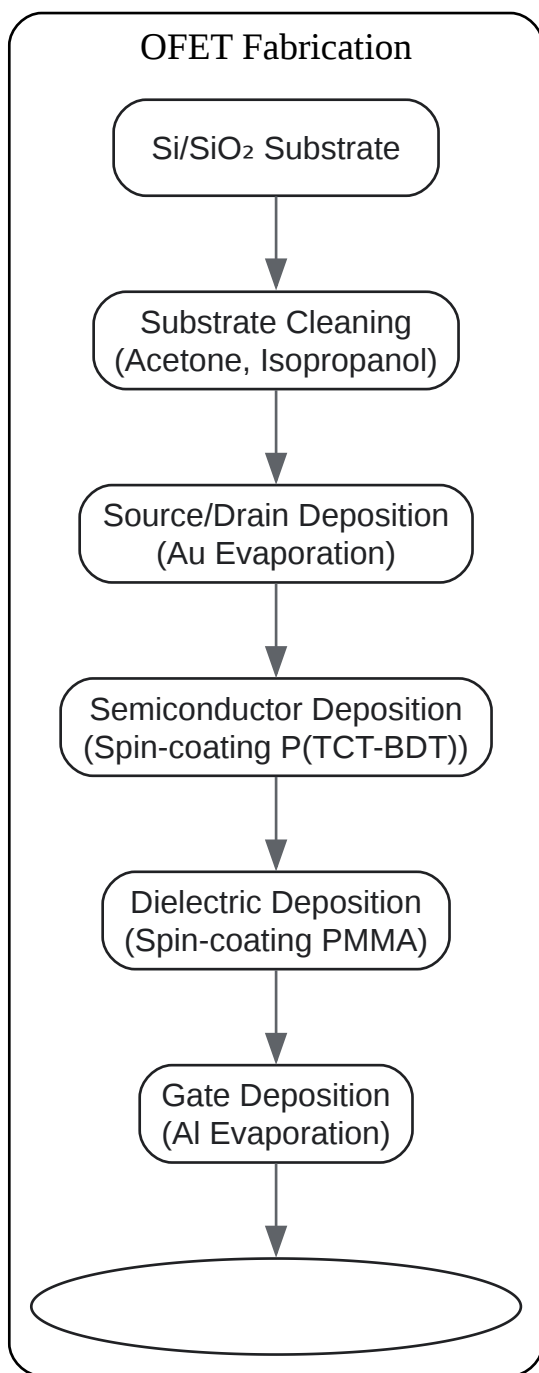 OFET Fabrication
Si/SiO₂ Substrate
Substrate Cleaning
(Acetone, Isopropanol)
Source/Drain Deposition
(Au Evaporation)
Semiconductor Deposition
(Spin-coating P(TCT-BDT))
Dielectric Deposition
(Spin-coating PMMA)
Gate Deposition
(Al Evaporation)